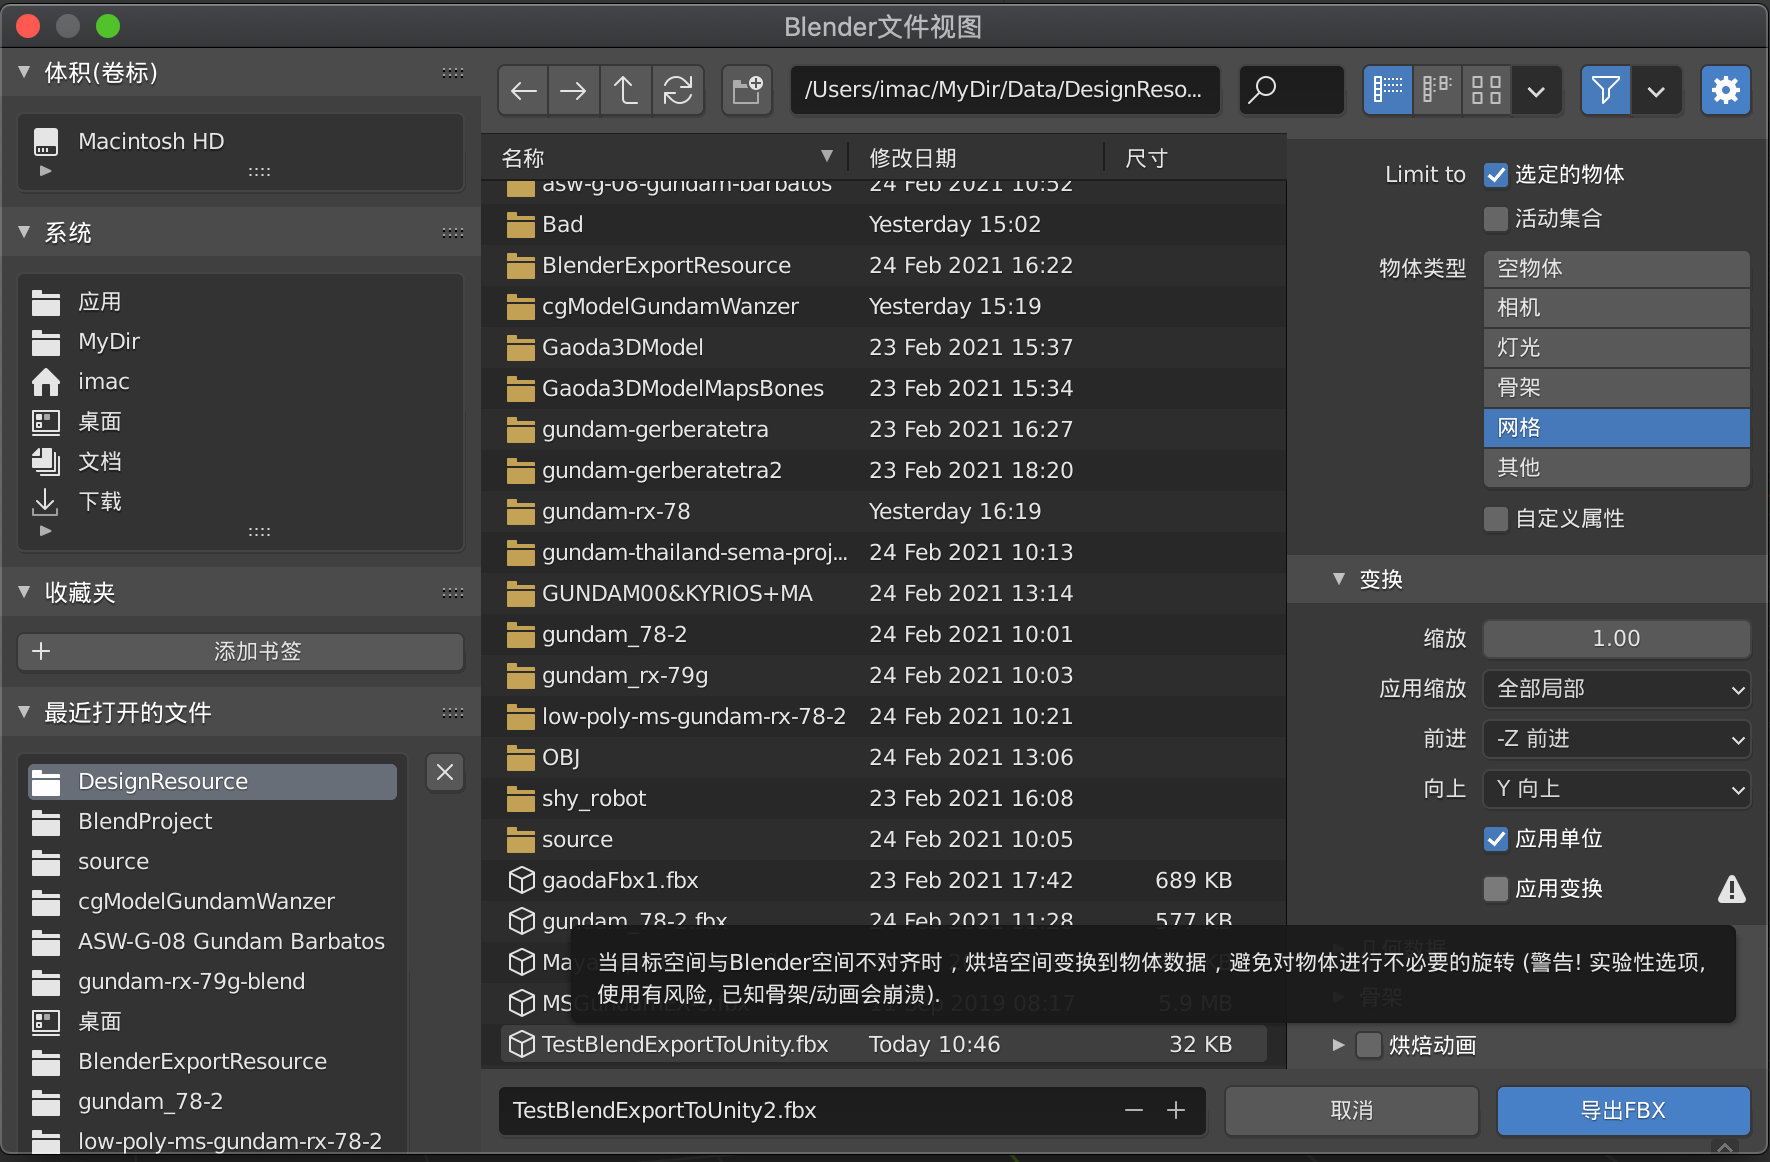 Blender文件视图
体积(卷标)
Macintosh HD
系统
应用
MyDir
imac
桌面
文档
下载
收藏夹
添加书签
最近打开的文件
DesignResource
BlendProject
source
cgModelGundamWanzer
ASW-G-08 Gundam Barbatos
gundam-rx-79g-blend
桌面
BlenderExportResource
gundam_78-2
low-poly-ms-gundam-rx-78-2
/Users/imac/MyDir/Data/DesignReso...
名称 修改日期 尺寸
asw-g-08-gundam-barbatos 24 Feb 2021 10:52
Bad Yesterday 15:02
BlenderExportResource 24 Feb 2021 16:22
cgModelGundamWanzer Yesterday 15:19
Gaoda3DModel 23 Feb 2021 15:37
Gaoda3DModelMapsBones 23 Feb 2021 15:34
gundam-gerberatetra 23 Feb 2021 16:27
gundam-gerberatetra2 23 Feb 2021 18:20
gundam-rx-78 Yesterday 16:19
gundam-thailand-sema-proj... 24 Feb 2021 10:13
GUNDAM00&KYRIOS+MA 24 Feb 2021 13:14
gundam_78-2 24 Feb 2021 10:01
gundam_rx-79g 24 Feb 2021 10:03
low-poly-ms-gundam-rx-78-2 24 Feb 2021 10:21
OBJ 24 Feb 2021 13:06
shy_robot 23 Feb 2021 16:08
source 24 Feb 2021 10:05
gaodaFbx1.fbx 23 Feb 2021 17:42 689 KB
gundam_78-2.fbx 24 Feb 2021 11:28 577 KB
当目标空间与Blender空间不对齐时，烘培空间变换到物体数据，避免对物体进行不必要的旋转 (警告! 实验性选项,
使用有风险, 已知骨架/动画会崩溃).
Sep 2019 08:17 5.9 MB
TestBlendExportToUnity.fbx Today 10:46 32 KB
Limit to 选定的物体
活动集合
物体类型 空物体
相机
灯光
骨架
网格
其他
自定义属性
变换
缩放 1.00
应用缩放 全部局部
前进 -Z 前进
向上 Y 向上
应用单位
应用变换
几何数据
骨架
烘焙动画
TestBlendExportToUnity2.fbx
取消
导出FBX